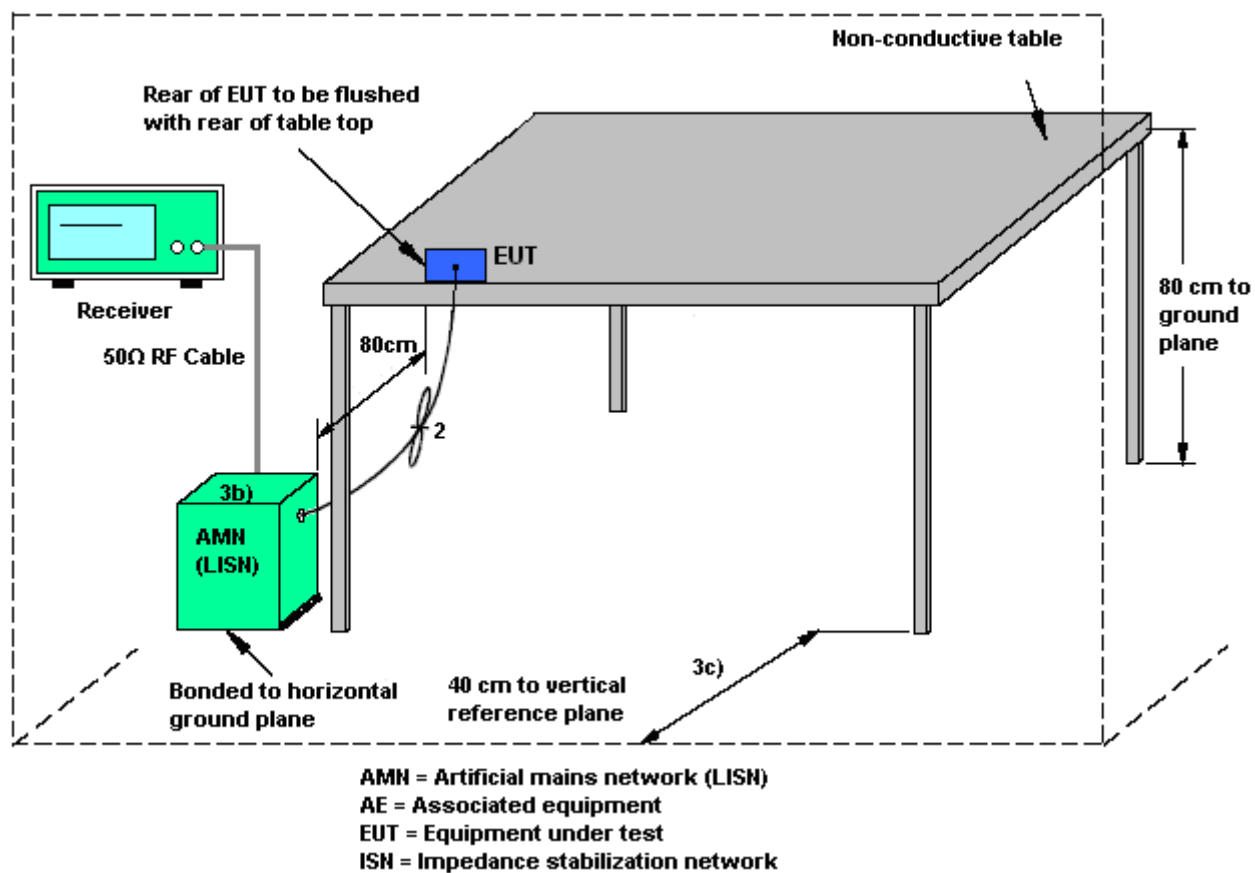 Non-conductive table
Rear of EUT to be flushed
with rear of table top
EUT
Receiver
80 cm to
ground
plane
50Ω RF Cable
80cm
2
3b)
AMN
(LISN)
3c)
Bonded to horizontal
ground plane
40 cm to vertical
reference plane
AMN = Artificial mains network (LISN)
AE = Associated equipment
EUT = Equipment under test
ISN = Impedance stabilization network